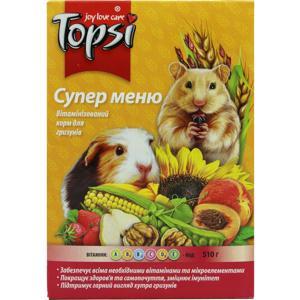 joy love care
Topsi
Супер меню
Вітамінізований
корм для
гризунів
ВІТАМІНИ:
510 г
• Забезпечує всіма необхідними вітамінами та мікроелементами
• Покращує здоров'я та самопочуття, зміцнює імунітет
• Підтримує гарний вигляд хутра гризунів